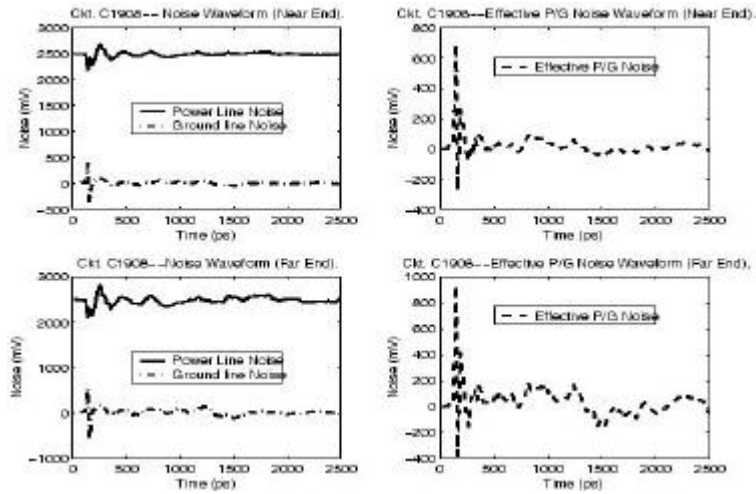 Ckt. C1908-- Noise Waveform (Near End).
3000
2500
2000
1500
1000
500
0
−500
Noise (mV)
Power Line Noise
Ground line Noise
0 500 1000 1500 2000 2500
Time (ps)
Ckt. C1908--Effective P/G Noise Waveform (Near End).
800
600
400
200
0
−200
−400
Noise (mV)
Effective P/G Noise
0 500 1000 1500 2000 2500
Time (ps)
Ckt. C1908--Noise Waveform (Far End).
3000
2000
1000
0
−1000
Noise (mV)
Power Line Noise
Ground line Noise
0 500 1000 1500 2000 2500
Time (ps)
Ckt. C1908--Effective P/G Noise Waveform (Far End).
1000
800
600
400
200
0
−200
−400
Noise (mV)
Effective P/G Noise
0 500 1000 1500 2000 2500
Time (ps)